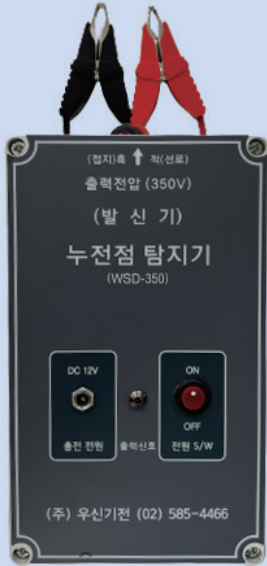 (접지)흑 ↑ 적(선로)
출력전압 (350V)
(발 신 기)
누전점 탐지기
(WSD-350)
DC 12V
ON
OFF
충전 전원
출력신호
전원 S/W
(주) 우신기전 (02) 585-4466